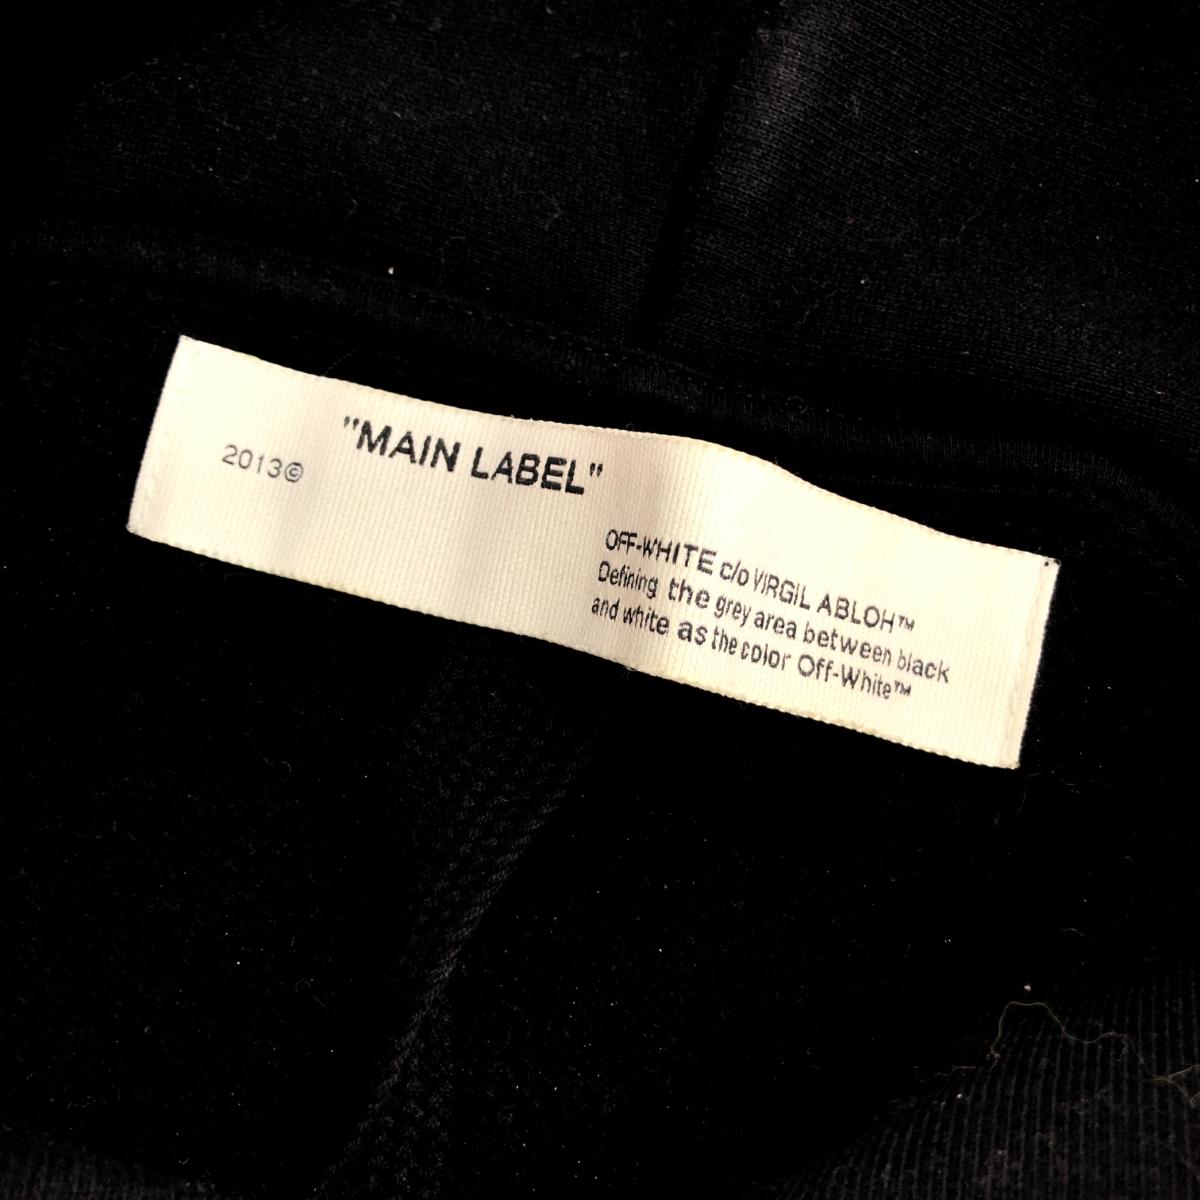 "MAIN LABEL"
2013©
OFF-WHITE c/o VIRGIL ABLOH™
Defining the grey area between black
and white as the color Off-White™